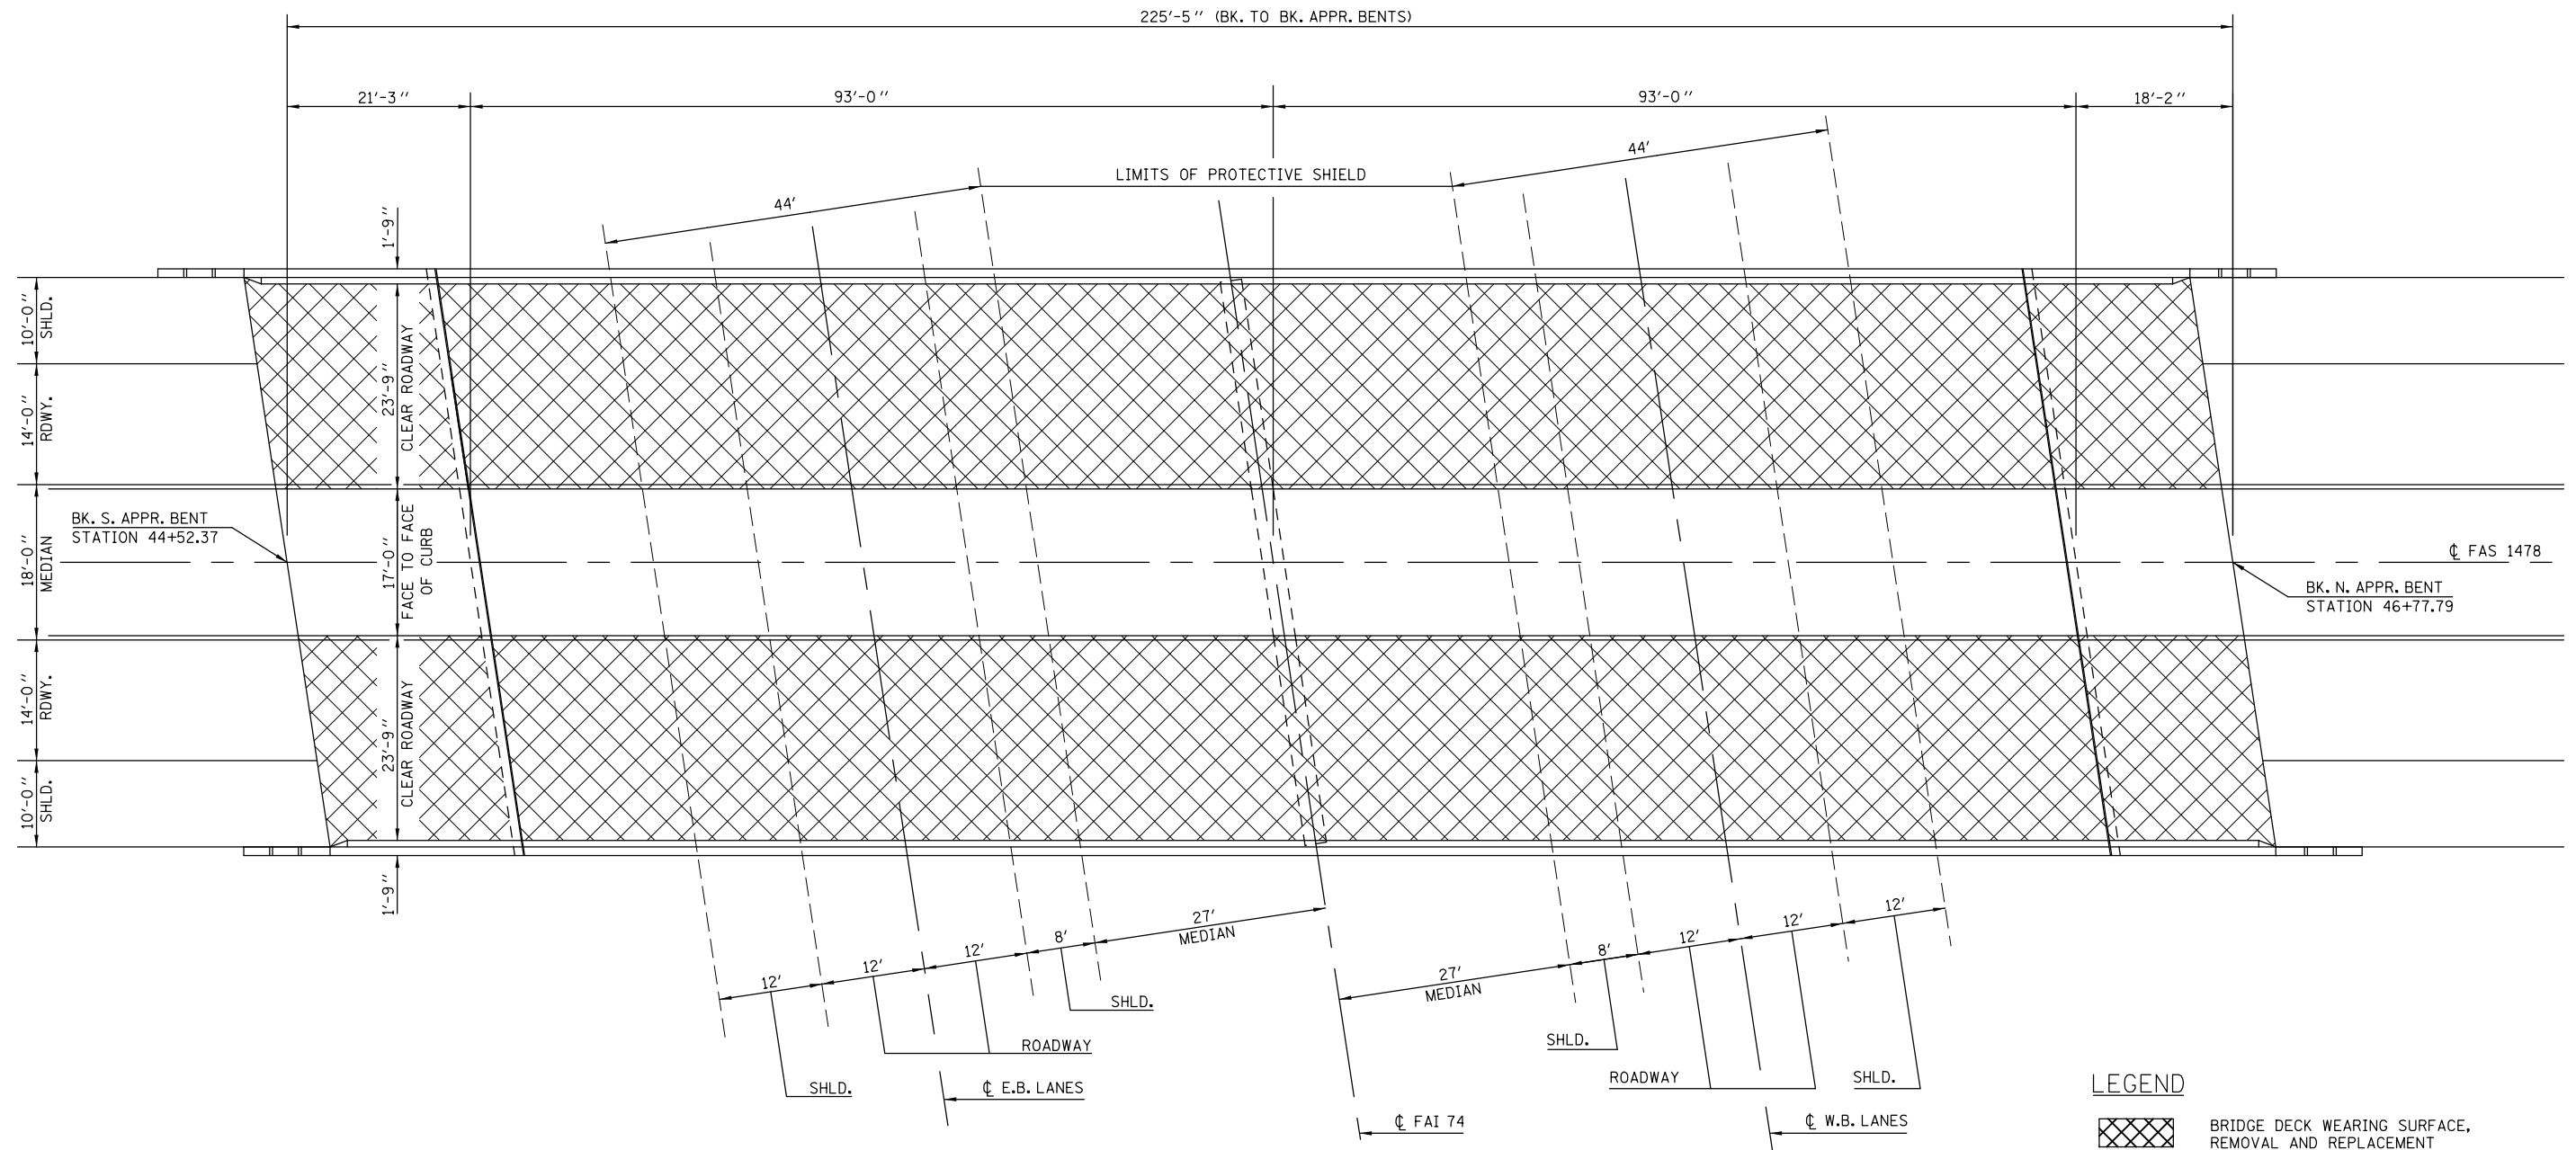 225'-5" (BK. TO BK. APPR. BENTS)
21'-3"
93'-0"
93'-0"
18'-2"
44'
LIMITS OF PROTECTIVE SHIELD
44'
1'-9"
10'-0"
SHLD.
14'-0"
RDWY.
18'-0"
MEDIAN
14'-0"
RDWY.
10'-0"
SHLD.
23'-9"
CLEAR ROADWAY
17'-0"
FACE TO FACE
OF CURB
23'-9"
CLEAR ROADWAY
1'-9"
BK. S. APPR. BENT
STATION 44+52.37
℄ FAS 1478
BK. N. APPR. BENT
STATION 46+77.79
12'
12'
12'
8'
27'
MEDIAN
27'
MEDIAN
8'
12'
12'
12'
SHLD.
ROADWAY
SHLD.
℄ E.B. LANES
℄ FAI 74
SHLD.
ROADWAY
SHLD.
℄ W.B. LANES
LEGEND
BRIDGE DECK WEARING SURFACE,
REMOVAL AND REPLACEMENT